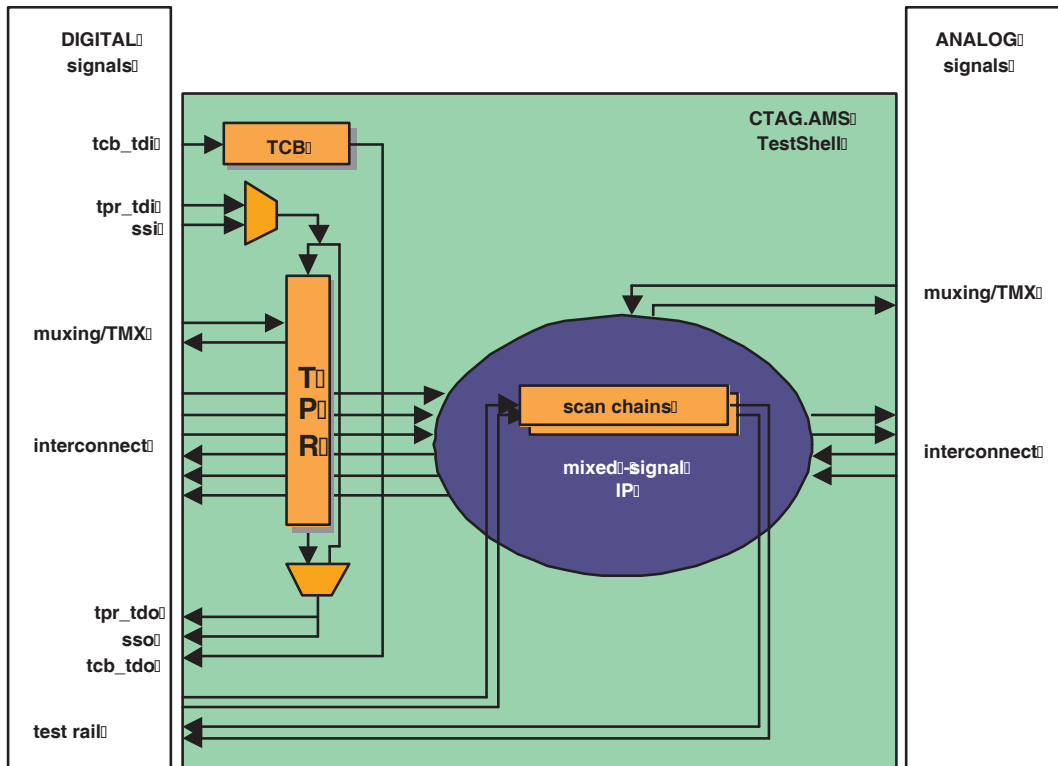 DIGITAL
signals
ANALOG
signals
CTAG.AMS
TestShell
tcb_tdi
TCB
tpr_tdi
ssi
muxing/TMX
muxing/TMX
T
P
R
scan chains
interconnect
interconnect
mixed-signal
IP
tpr_tdo
sso
tcb_tdo
test rail